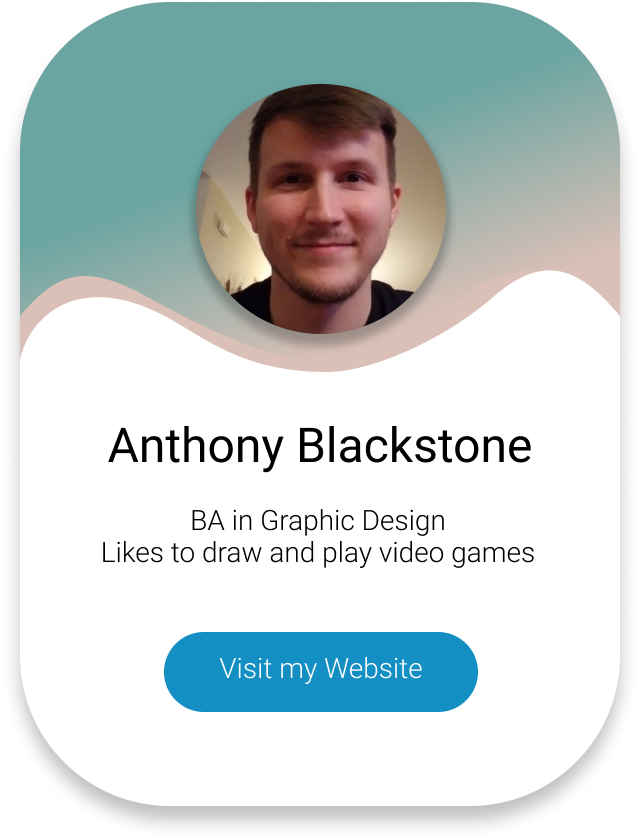 Anthony Blackstone
BA in Graphic Design
Likes to draw and play video games
Visit my Website